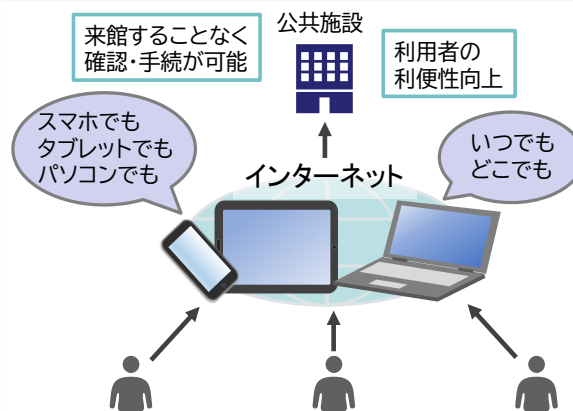 来館することなく
確認・手続が可能
公共施設
利用者の
利便性向上
スマホでも
タブレットでも
パソコンでも
いつでも
どこでも
インターネット